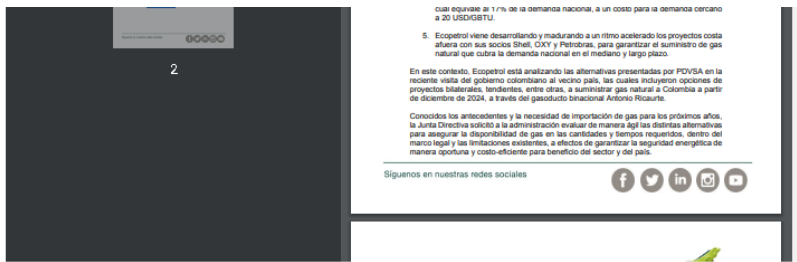 2
cual equivale al 17% de la demanda nacional, a un costo para la demanda cercano
a 20 USD/GBTU.
5. Ecopetrol viene desarrollando y madurando a un ritmo acelerado los proyectos costa
afuera con sus socios Shell, OXY y Petrobras, para garantizar el suministro de gas
natural que cubra la demanda nacional en el mediano y largo plazo.
En este contexto, Ecopetrol está analizando las alternativas presentadas por PDVSA en la
reciente visita del gobierno colombiano al vecino país, las cuales incluyeron opciones de
proyectos bilaterales, tendientes, entre otras, a suministrar gas natural a Colombia a partir
de diciembre de 2024, a través del gasoducto binacional Antonio Ricaurte.
Conocidos los antecedentes y la necesidad de importación de gas para los próximos años,
la Junta Directiva solicitó a la administración evaluar de manera ágil las distintas alternativas
para asegurar la disponibilidad de gas en las cantidades y tiempos requeridos, dentro del
marco legal y las limitaciones existentes, a efectos de garantizar la seguridad energética de
manera oportuna y costo-eficiente para beneficio del sector y del país.
Síguenos en nuestras redes sociales